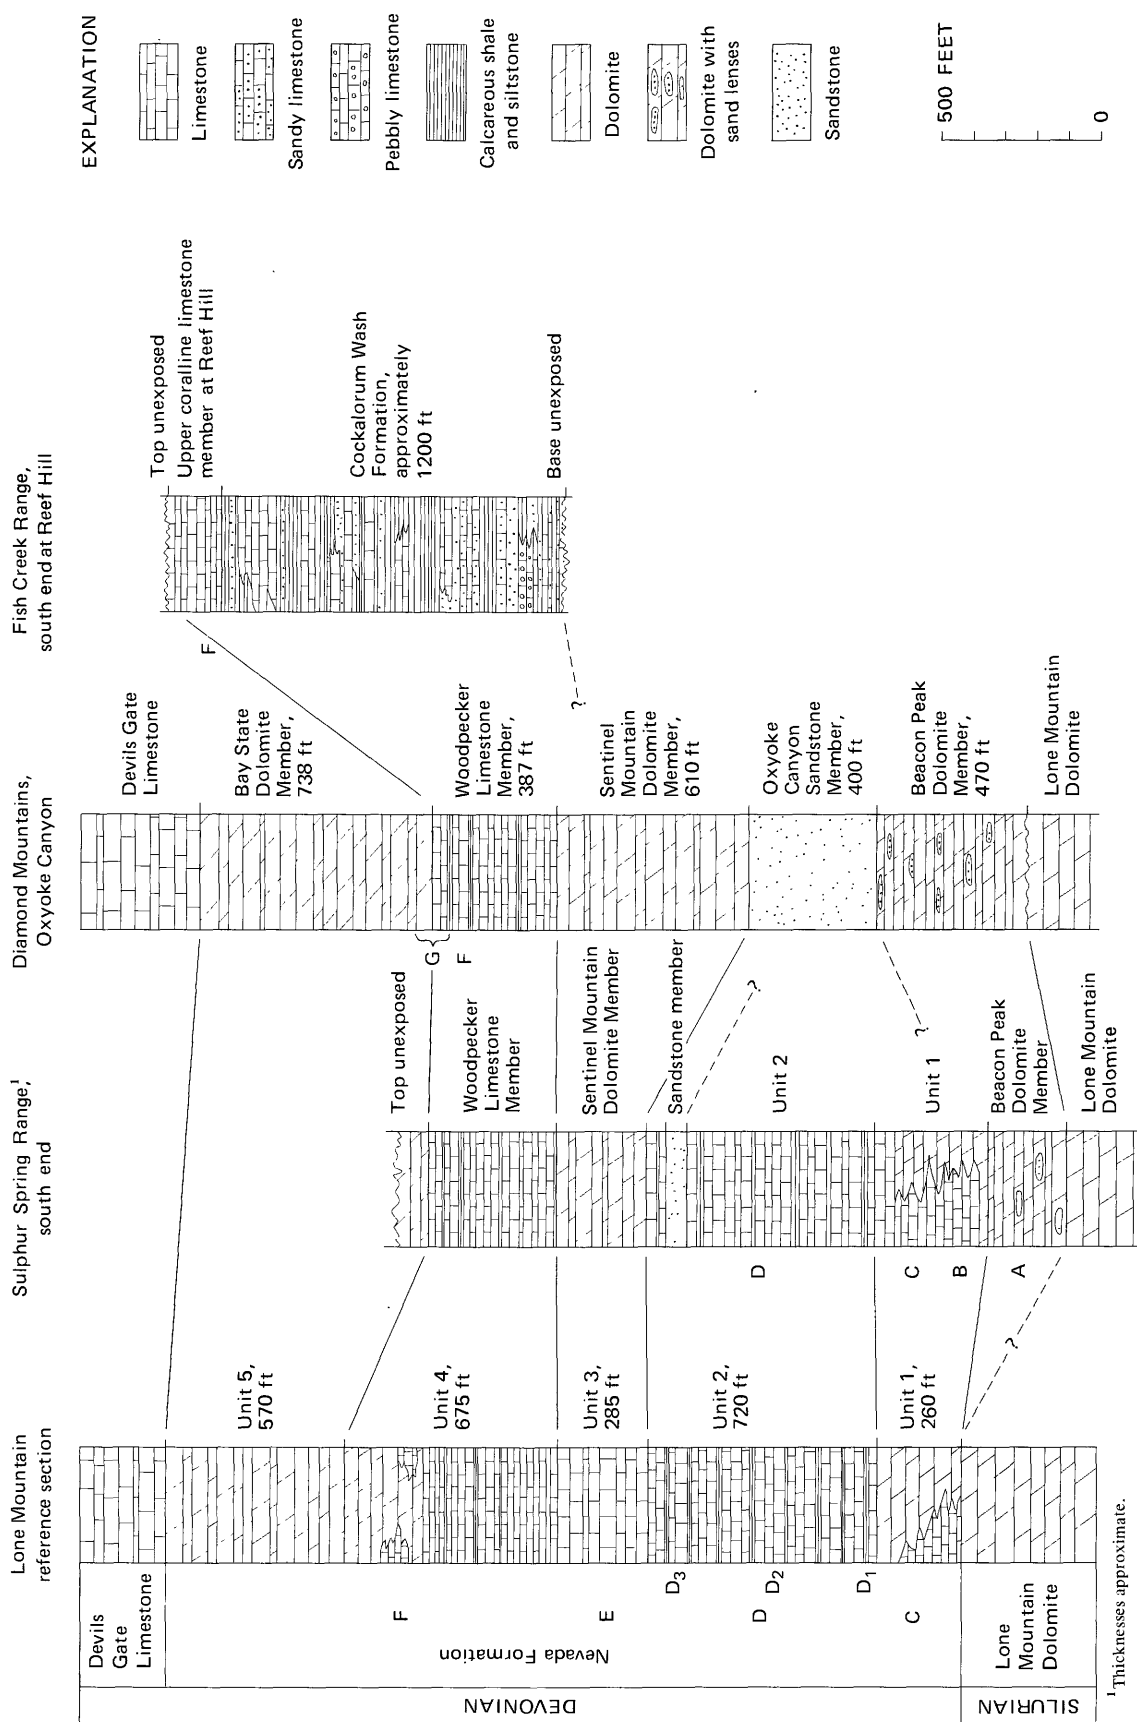 Lone Mountain
reference section
Sulphur Spring Range,¹
south end
Diamond Mountains,
Oxyoke Canyon
Fish Creek Range,
south end at Reef Hill
EXPLANATION
DEVONIAN
SILURIAN
Nevada Formation
Devils
Gate
Limestone
Lone
Mountain
Dolomite
F
E
D₃
D
D₂
D₁
C
Unit 5,
570 ft
Unit 4,
675 ft
Unit 3,
285 ft
Unit 2,
720 ft
Unit 1,
260 ft
?
D
C
B
A
Top unexposed
Woodpecker
Limestone
Member
Sentinel Mountain
Dolomite Member
Sandstone member
?
Unit 2
Unit 1
?
Beacon Peak
Dolomite
Member
Lone Mountain
Dolomite
G
F
Devils Gate
Limestone
Bay State
Dolomite
Member,
738 ft
Woodpecker
Limestone
Member,
387 ft
Sentinel
Mountain
Dolomite
Member,
610 ft
Oxyoke
Canyon
Sandstone
Member,
400 ft
Beacon Peak
Dolomite
Member,
470 ft
Lone Mountain
Dolomite
F
?
Top unexposed
Upper coralline limestone
member at Reef Hill
Cockalorum Wash
Formation,
approximately
1200 ft
Base unexposed
Limestone
Sandy limestone
Pebbly limestone
Calcareous shale
and siltstone
Dolomite
Dolomite with
sand lenses
Sandstone
500 FEET
0
¹Thicknesses approximate.